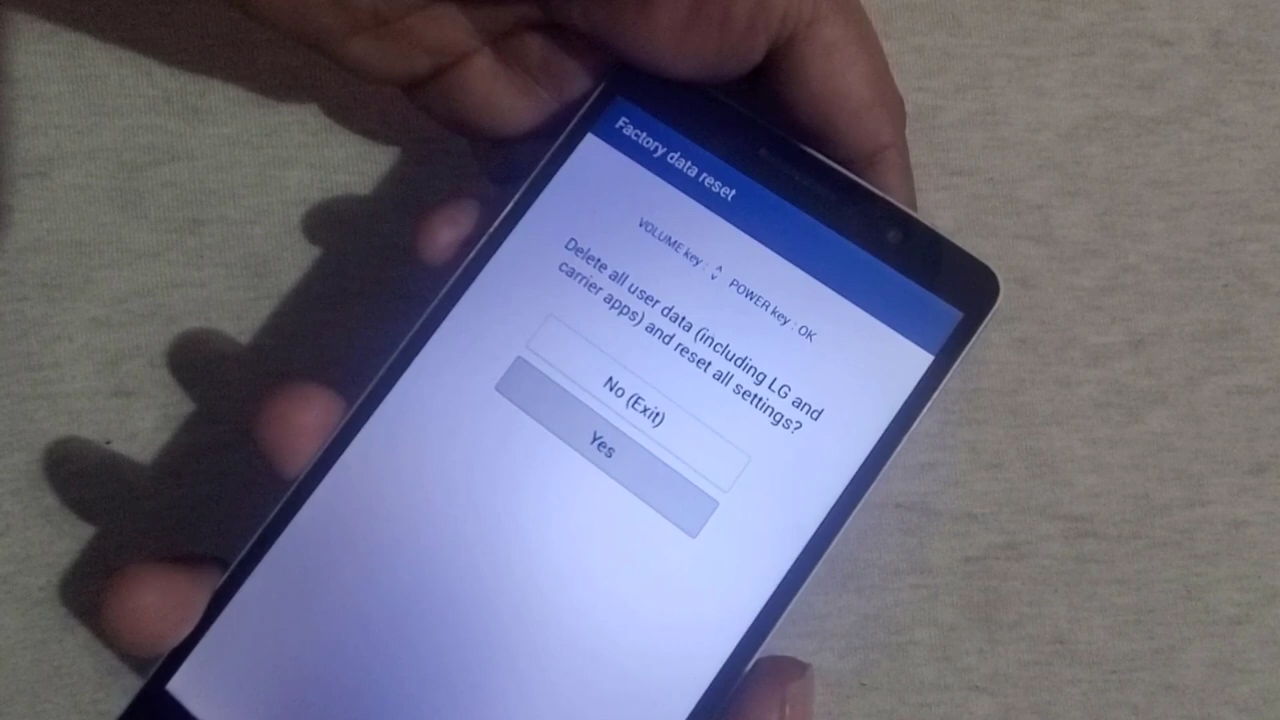 Factory data reset
VOLUME key : POWER key : OK
Delete all user data (including LG and
carrier apps) and reset all settings?
No (Exit)
Yes